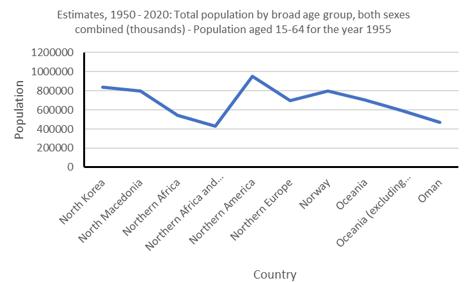 Estimates, 1950 - 2020: Total population by broad age group, both sexes
combined (thousands) - Population aged 15-64 for the year 1955
1200000
1000000
800000
600000
400000
200000
0
Population
North Korea
North Macedonia
Northern Africa
Northern Africa and...
Northern America
Northern Europe
Norway
Oceania
Oceania (excluding...
Oman
Country